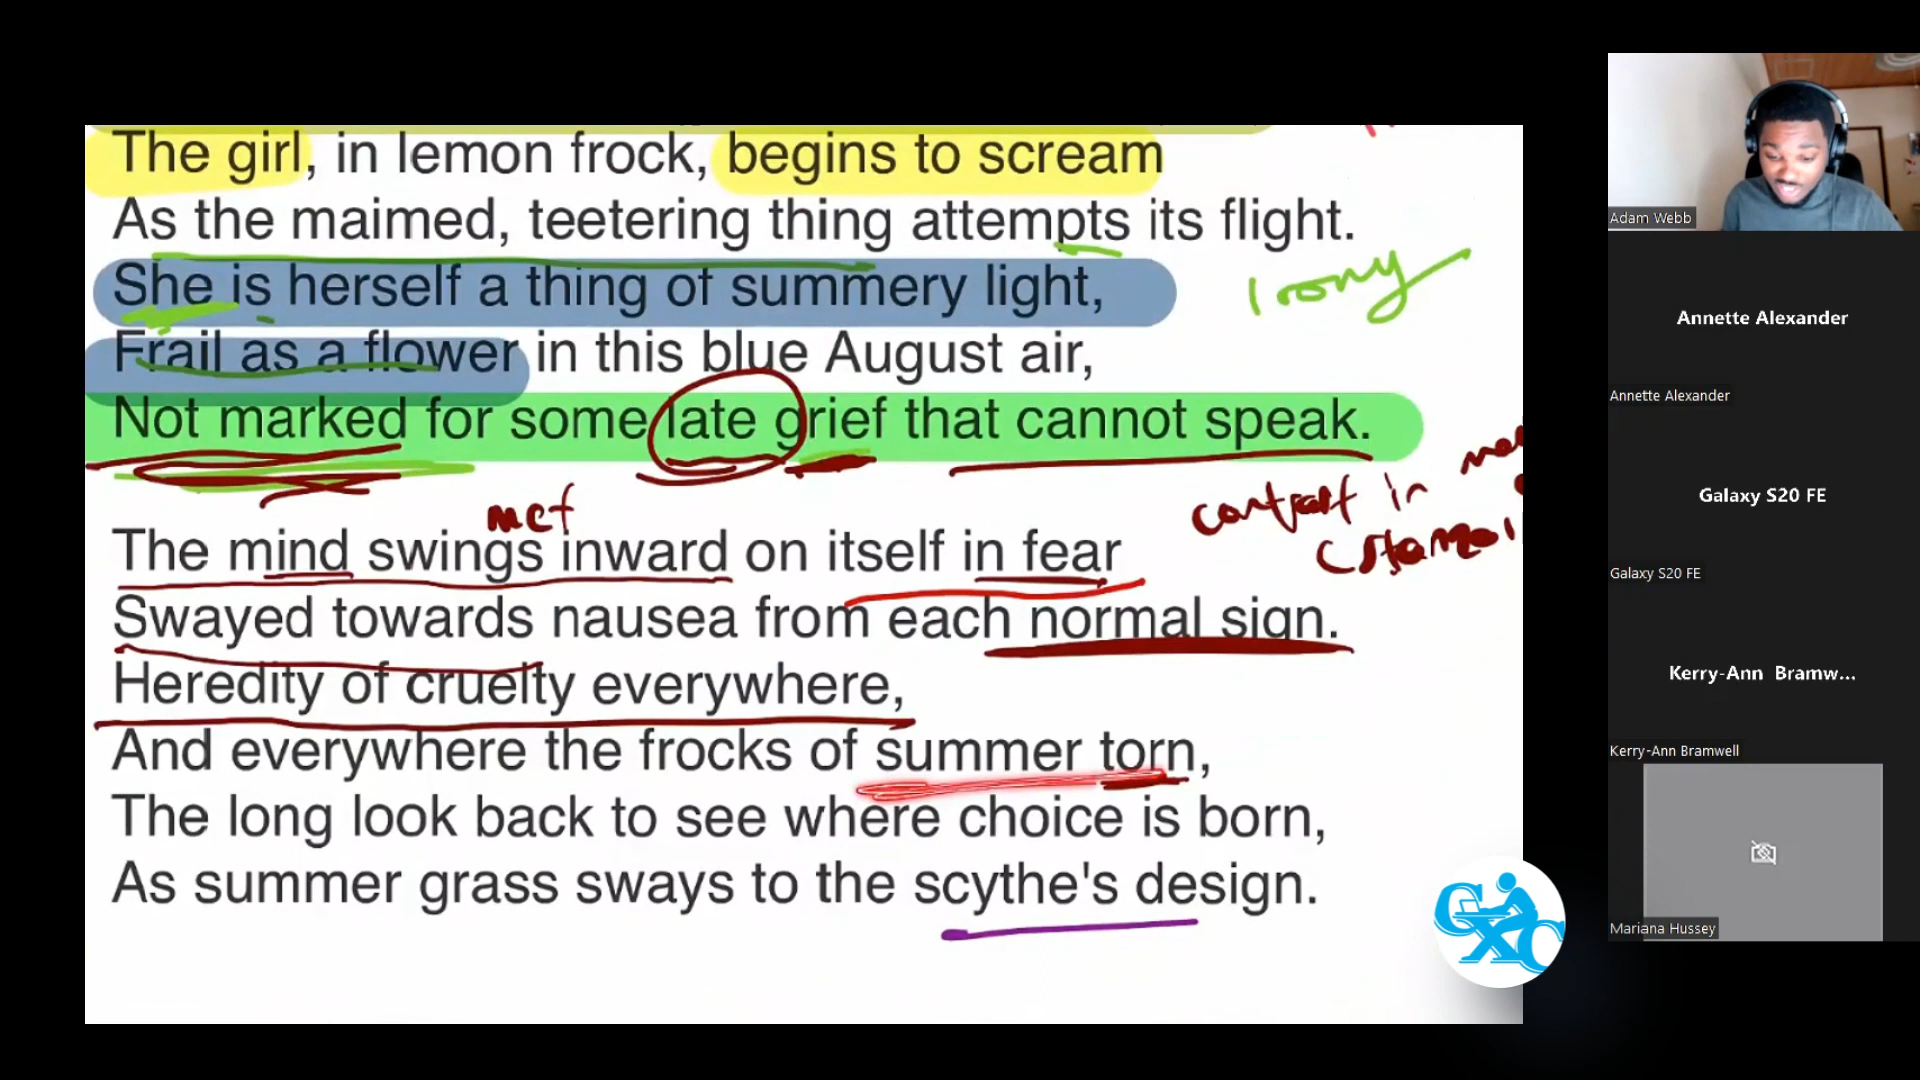 The girl, in lemon frock, begins to scream
As the maimed, teetering thing attempts its flight.
She is herself a thing of summery light,
Irony
Frail as a flower in this blue August air,
Not marked for some late grief that cannot speak.
met
contrast in
The mind swings inward on itself in fear
Swayed towards nausea from each normal sign.
Heredity of cruelty everywhere,
And everywhere the frocks of summer torn,
The long look back to see where choice is born,
As summer grass sways to the scythe's design.
CXC
Adam Webb
Annette Alexander
Annette Alexander
Galaxy S20 FE
Galaxy S20 FE
Kerry-Ann Bramw...
Kerry-Ann Bramwell
Mariana Hussey